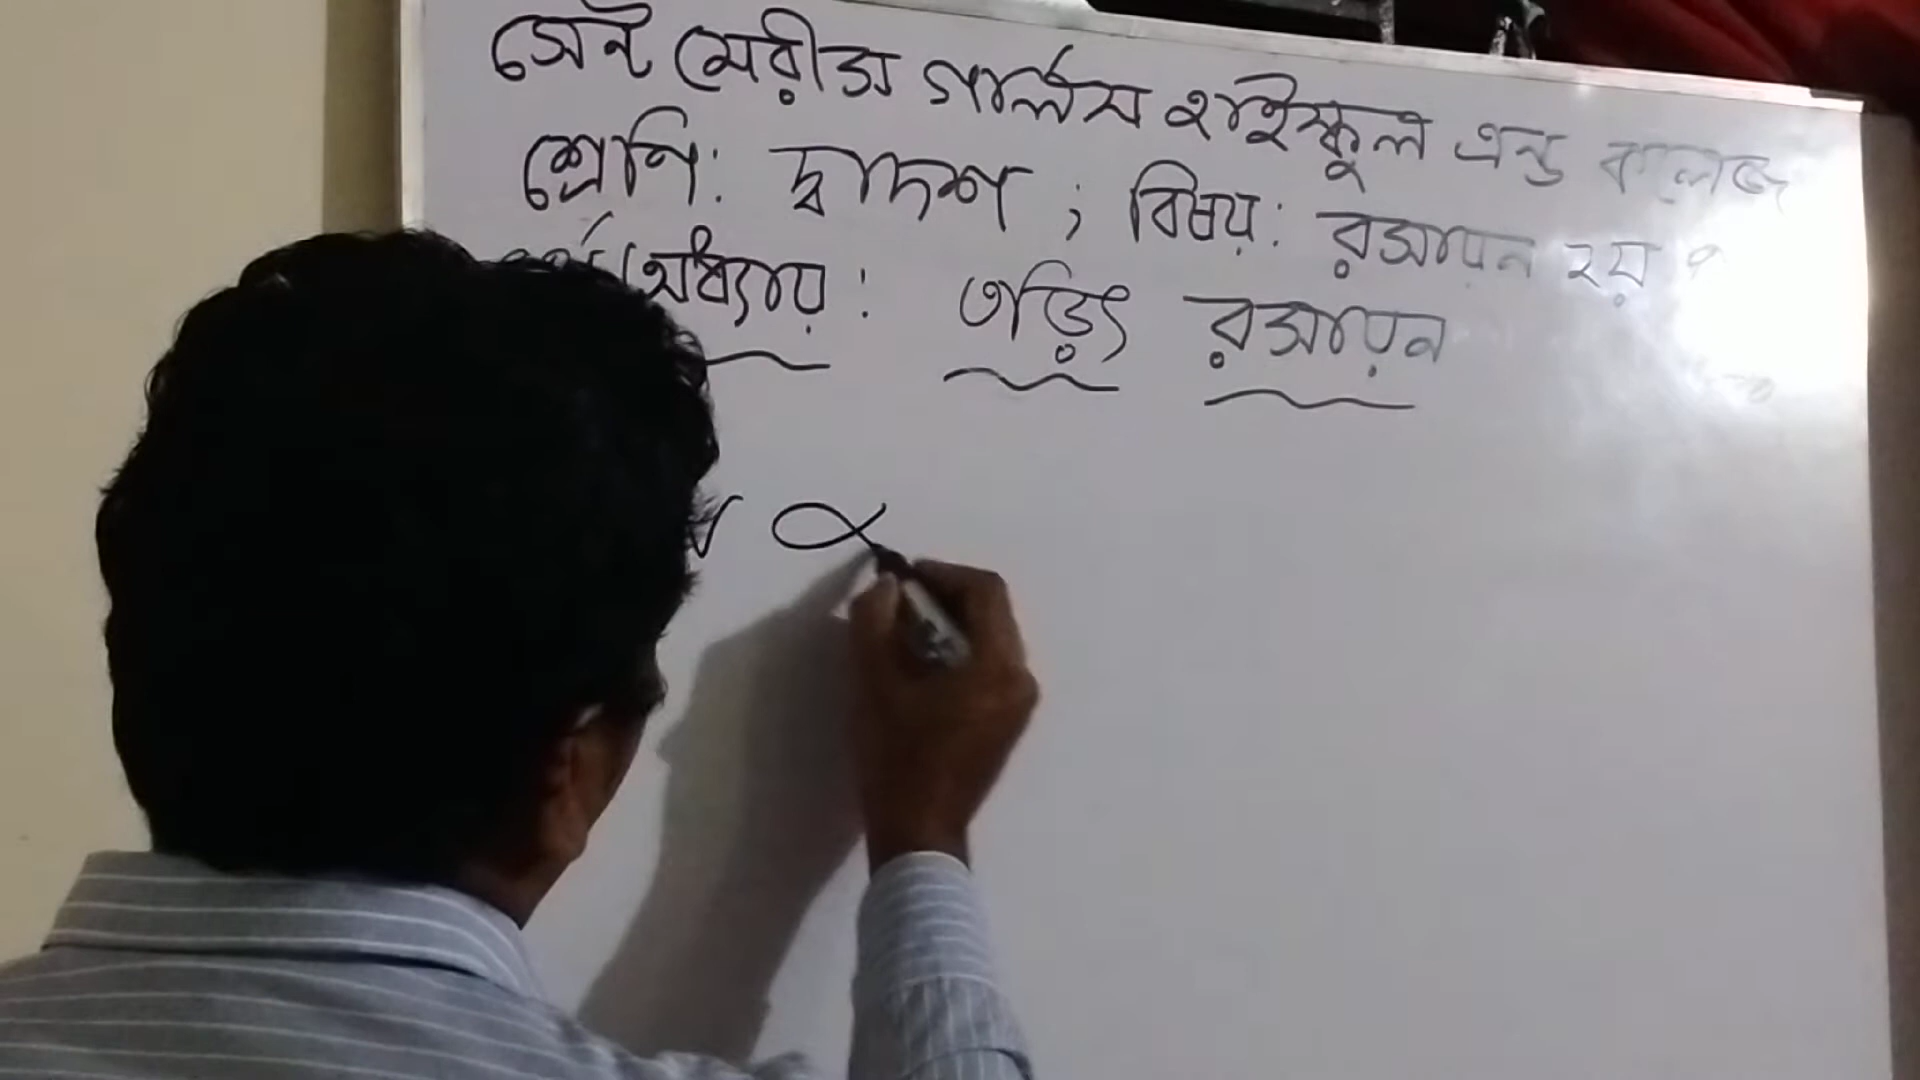 সেন্ট মেরীস গার্লস হাইস্কুল এন্ড কলেজ
শ্রেণি: দ্বাদশ ; বিষয়: রসায়ন ২য়
অধ্যায়: তড়িৎ রসায়ন
∝